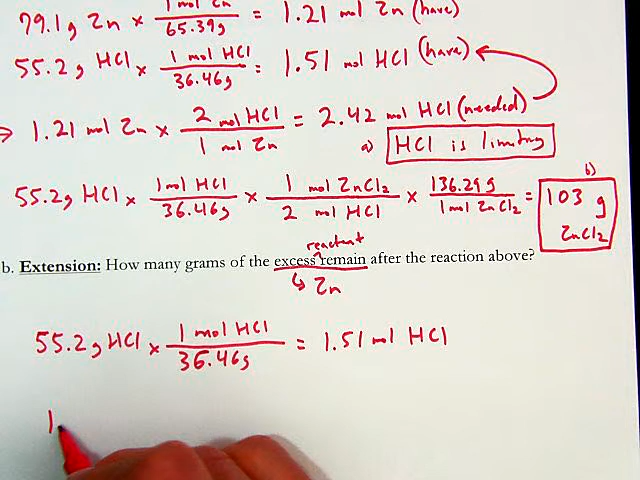 79.1g Zn × 1 mol Zn / 65.39g = 1.21 mol Zn (have)
55.2g HCl × 1 mol HCl / 36.46g = 1.51 mol HCl (have)
→ 1.21 mol Zn × 2 mol HCl / 1 mol Zn = 2.42 mol HCl (needed)
a) HCl is limiting
b)
55.2g HCl × 1 mol HCl / 36.46g × 1 mol ZnCl2 / 2 mol HCl × 136.29g / 1 mol ZnCl2 = 103 g ZnCl2
reactant
b. Extension: How many grams of the excess remain after the reaction above?
↳ Zn
55.2g HCl × 1 mol HCl / 36.46g = 1.51 mol HCl
1